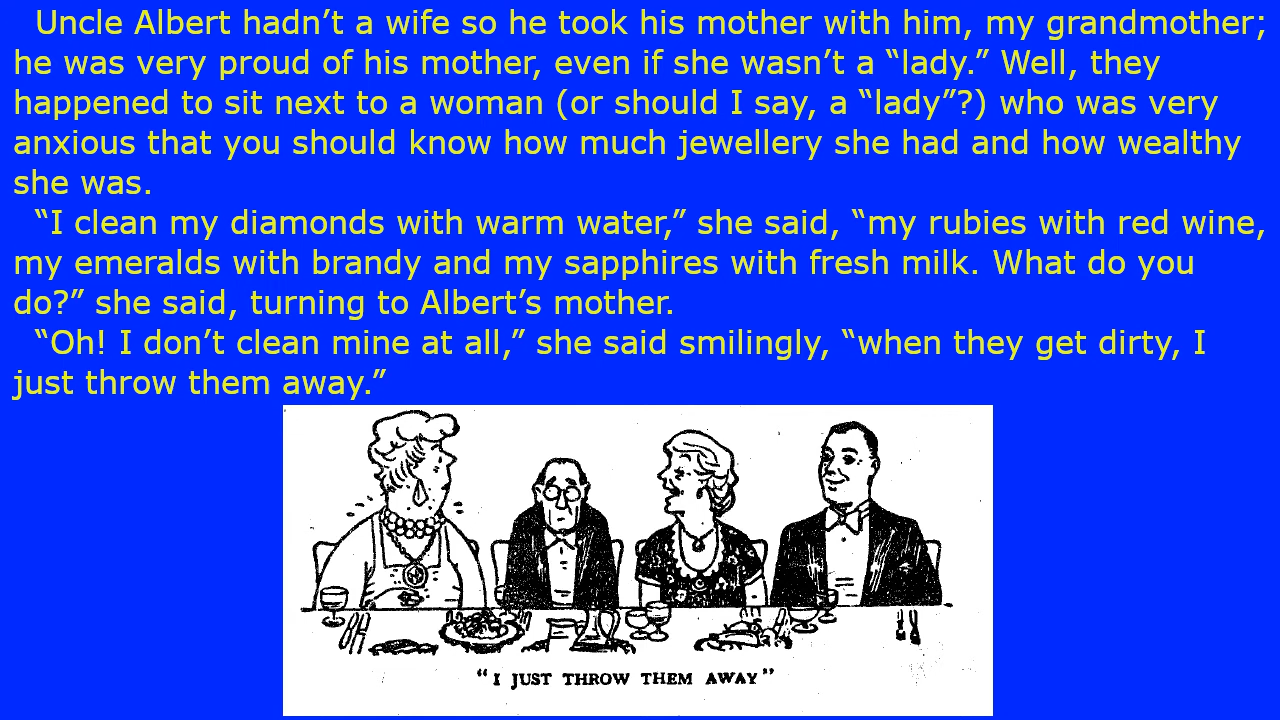 Uncle Albert hadn’t a wife so he took his mother with him, my grandmother;
he was very proud of his mother, even if she wasn’t a “lady.” Well, they
happened to sit next to a woman (or should I say, a “lady”?) who was very
anxious that you should know how much jewellery she had and how wealthy
she was.
“I clean my diamonds with warm water,” she said, “my rubies with red wine,
my emeralds with brandy and my sapphires with fresh milk. What do you
do?” she said, turning to Albert’s mother.
“Oh! I don’t clean mine at all,” she said smilingly, “when they get dirty, I
just throw them away.”
“I JUST THROW THEM AWAY”